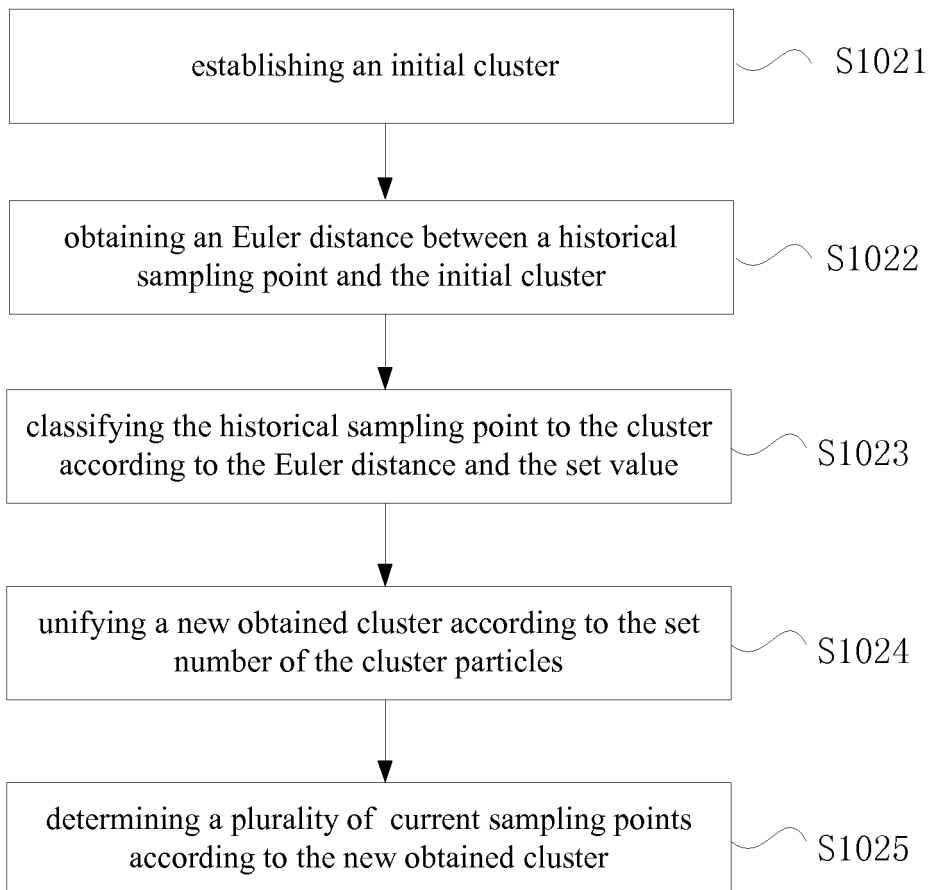 establishing an initial cluster
S1021
obtaining an Euler distance between a historical
sampling point and the initial cluster
S1022
classifying the historical sampling point to the cluster
according to the Euler distance and the set value
S1023
unifying a new obtained cluster according to the set
number of the cluster particles
S1024
determining a plurality of current sampling points
according to the new obtained cluster
S1025